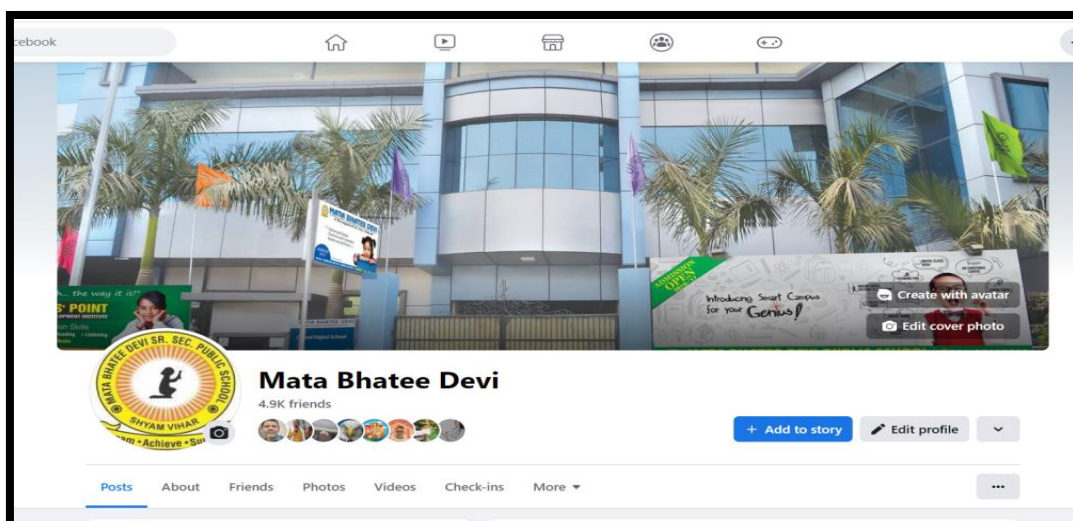 cebook
MATA BHATEE DEVI
the way it is!"
S' POINT
ADMISSION
OPEN
Introducing Smart Campus
for your Genius!
Create with avatar
Edit cover photo
MATA BHATEE DEVI SR. SEC. PUBLIC SCHOOL
SHYAM VIHAR
Achieve
Mata Bhatee Devi
4.9K friends
+ Add to story
Edit profile
Posts
About
Friends
Photos
Videos
Check-ins
More